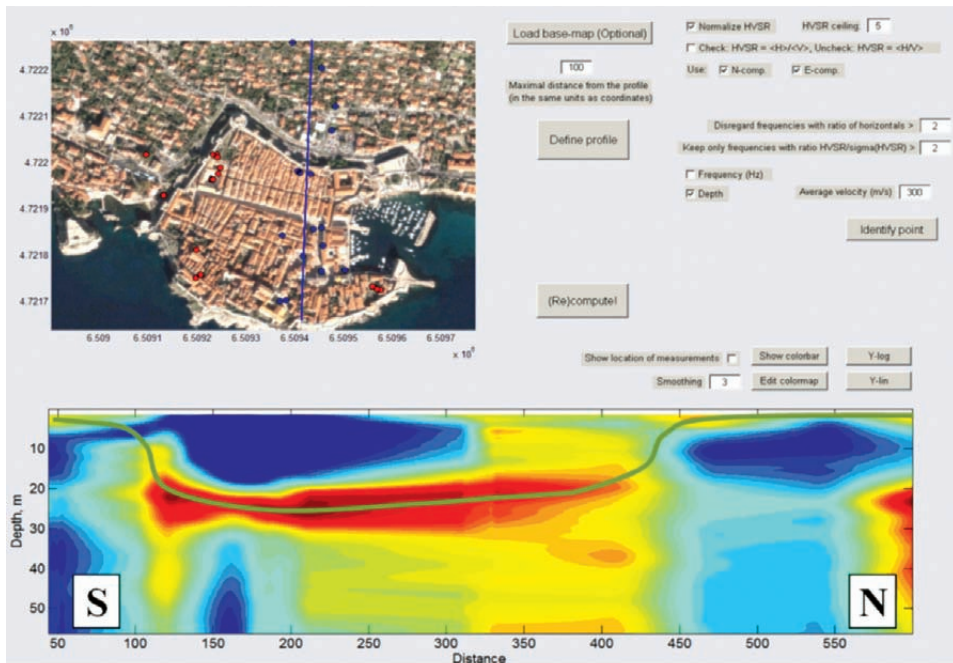 × 10⁶
4.7222
4.7221
4.722
4.7219
4.7218
4.7217
6.509
6.5091
6.5092
6.5093
6.5094
6.5095
6.5096
6.5097
× 10⁶
Load base-map (Optional)
100
Maximal distance from the profile
(in the same units as coordinates)
Define profile
(Re)compute!
Normalize HVSR
HVSR ceiling:
5
Check: HVSR = <H>/<V>, Uncheck: HVSR = <H/V>
Use:
N-comp.
E-comp.
Disregard frequencies with ratio of horizontals >
2
Keep only frequencies with ratio HVSR/sigma(HVSR) >
2
Frequency (Hz)
Depth
Average velocity (m/s)
300
Identify point
Show location of measurements
Show colorbar
Y-log
Smoothing
3
Edit colormap
Y-lin
Depth, m
10
20
30
40
50
S
N
50
100
150
200
250
300
350
400
450
500
550
Distance